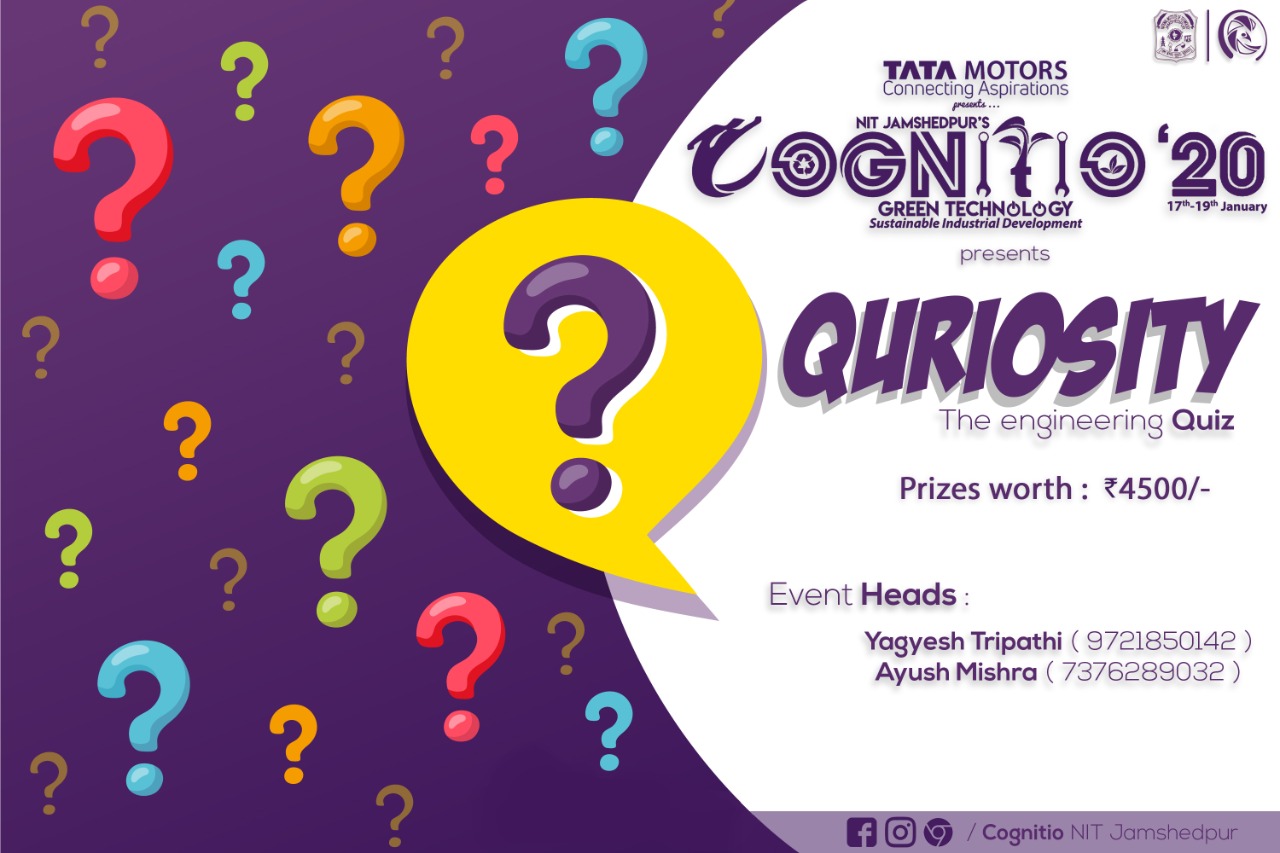 TATA MOTORS
Connecting Aspirations
presents ...
NIT JAMSHEDPUR'S
COGNITIO '20
GREEN TECHNOLOGY
17th-19th January
Sustainable Industrial Development
presents
QURIOSITY
The engineering Quiz
Prizes worth : ₹4500/-
Event Heads :
Yagyesh Tripathi ( 9721850142 )
Ayush Mishra ( 7376289032 )
/ Cognitio NIT Jamshedpur